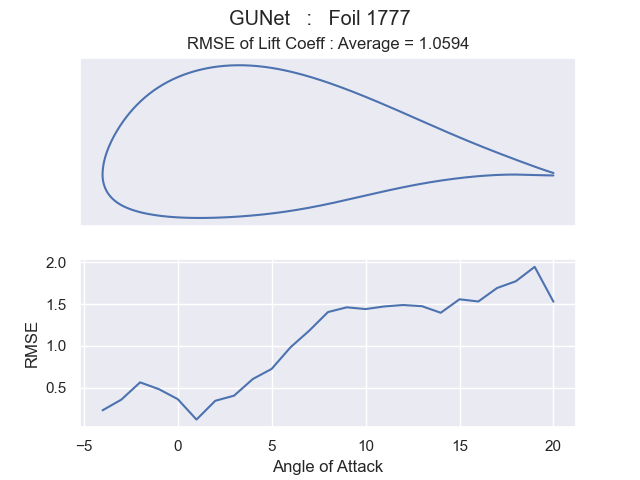 GUNet   :   Foil 1777
RMSE of Lift Coeff : Average = 1.0594
2.0
1.5
1.0
0.5
RMSE
−5 0 5 10 15 20
Angle of Attack